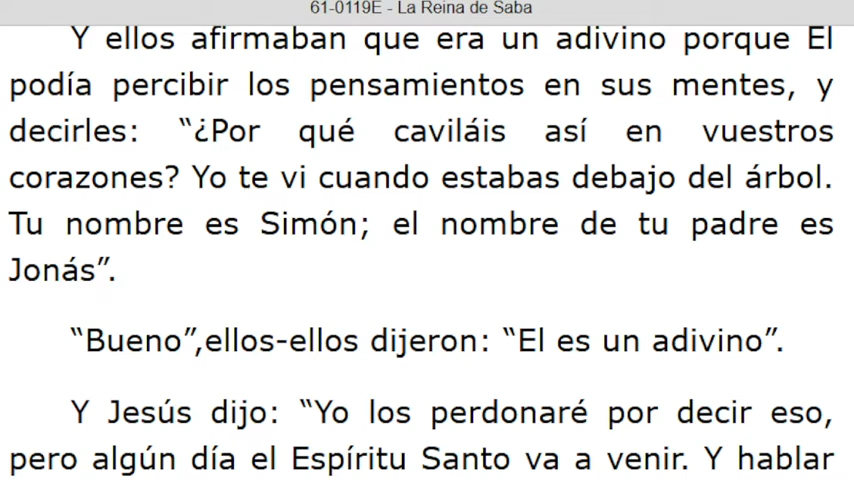 61-0119E - La Reina de Saba
Y ellos afirmaban que era un adivino porque El
podía percibir los pensamientos en sus mentes, y
decirles: “¿Por qué caviláis así en vuestros
corazones? Yo te vi cuando estabas debajo del árbol.
Tu nombre es Simón; el nombre de tu padre es
Jonás”.
“Bueno”,ellos-ellos dijeron: “El es un adivino”.
Y Jesús dijo: “Yo los perdonaré por decir eso,
pero algún día el Espíritu Santo va a venir. Y hablar